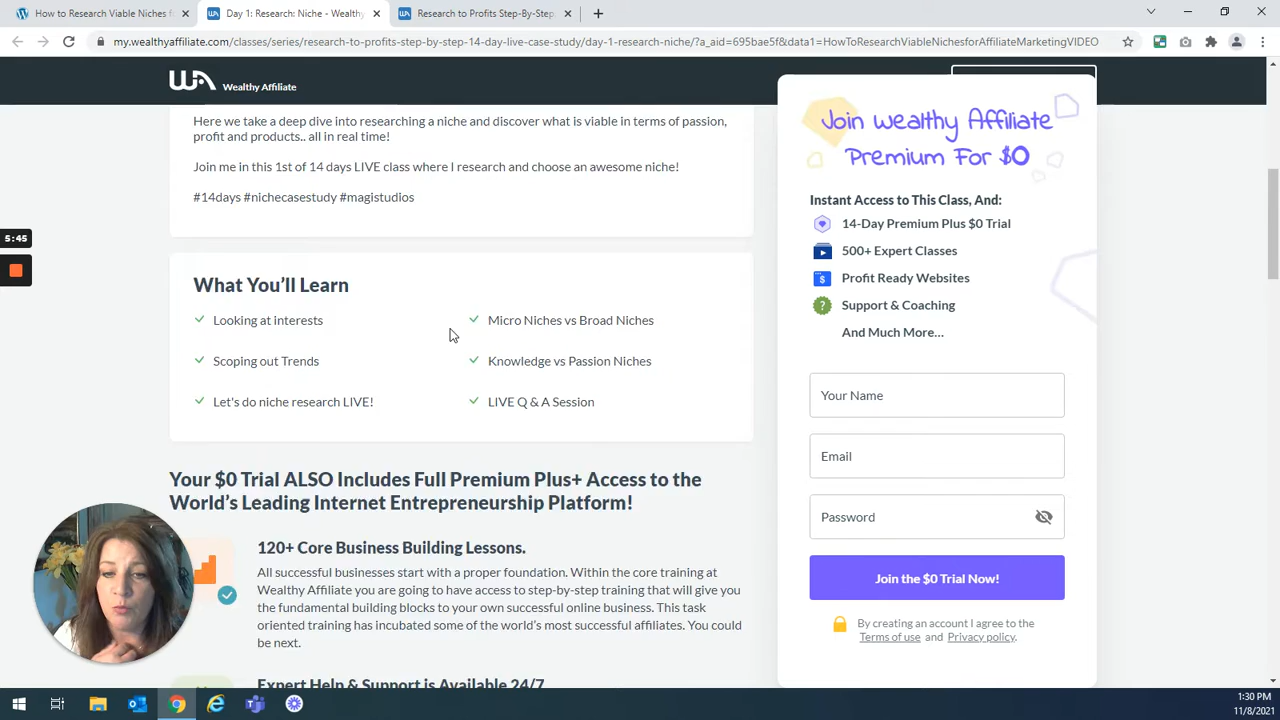 How to Research Viable Niches for
Day 1: Research: Niche - Wealthy
Research to Profits Step-By-Step
my.wealthyaffiliate.com/classes/series/research-to-profits-step-by-step-14-day-live-case-study/day-1-research-niche/?a_aid=695bae5f&data1=HowToResearchViableNichesforAffiliateMarketingVIDEO
WA Wealthy Affiliate
Here we take a deep dive into researching a niche and discover what is viable in terms of passion,
profit and products.. all in real time!
Join me in this 1st of 14 days LIVE class where I research and choose an awesome niche!
#14days #nichecasestudy #magistudios
5:45
What You'll Learn
Looking at interests
Micro Niches vs Broad Niches
Scoping out Trends
Knowledge vs Passion Niches
Let's do niche research LIVE!
LIVE Q & A Session
Your $0 Trial ALSO Includes Full Premium Plus+ Access to the
World's Leading Internet Entrepreneurship Platform!
120+ Core Business Building Lessons.
All successful businesses start with a proper foundation. Within the core training at
Wealthy Affiliate you are going to have access to step-by-step training that will give you
the fundamental building blocks to your own successful online business. This task
oriented training has incubated some of the world's most successful affiliates. You could
be next.
Expert Help & Support is Available 24/7
Join Wealthy Affiliate
Premium For $0
Instant Access to This Class, And:
14-Day Premium Plus $0 Trial
500+ Expert Classes
Profit Ready Websites
Support & Coaching
And Much More...
Your Name
Email
Password
Join the $0 Trial Now!
By creating an account I agree to the
Terms of use and Privacy policy.
1:30 PM
11/8/2021